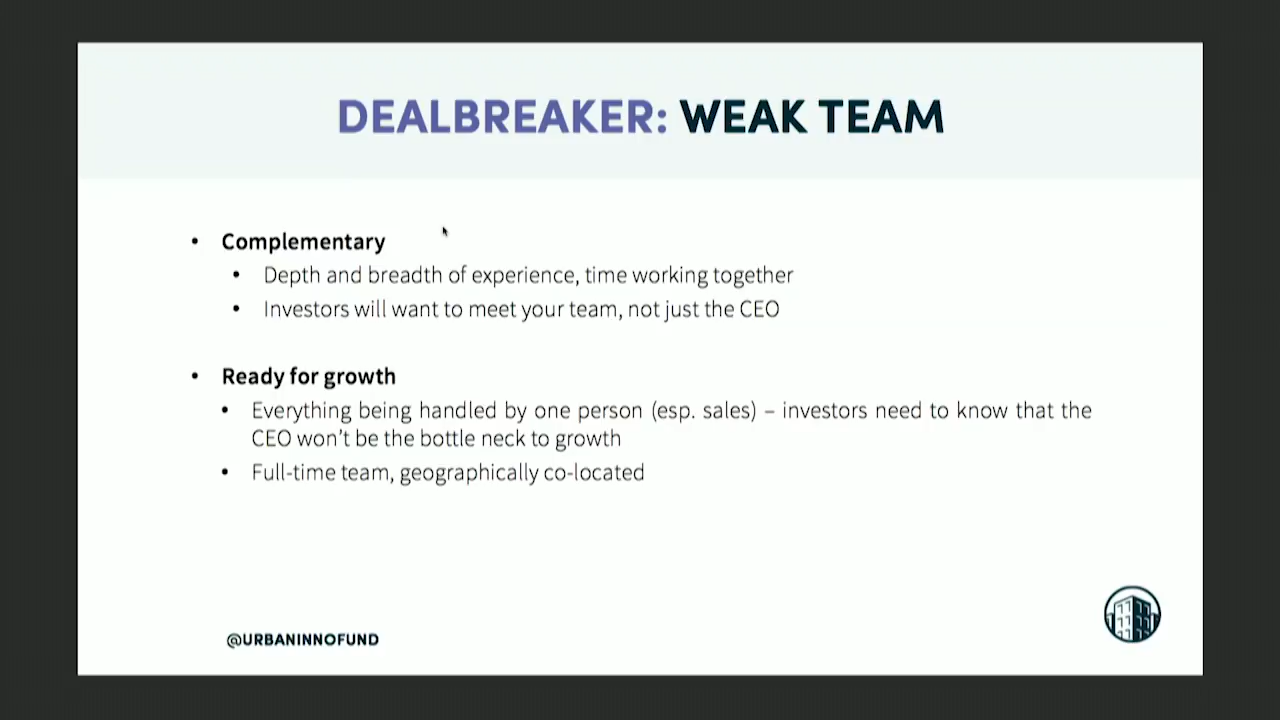 DEALBREAKER: WEAK TEAM
• Complementary
• Depth and breadth of experience, time working together
• Investors will want to meet your team, not just the CEO
• Ready for growth
• Everything being handled by one person (esp. sales) – investors need to know that the
CEO won't be the bottle neck to growth
• Full-time team, geographically co-located
@URBANINNOFUND